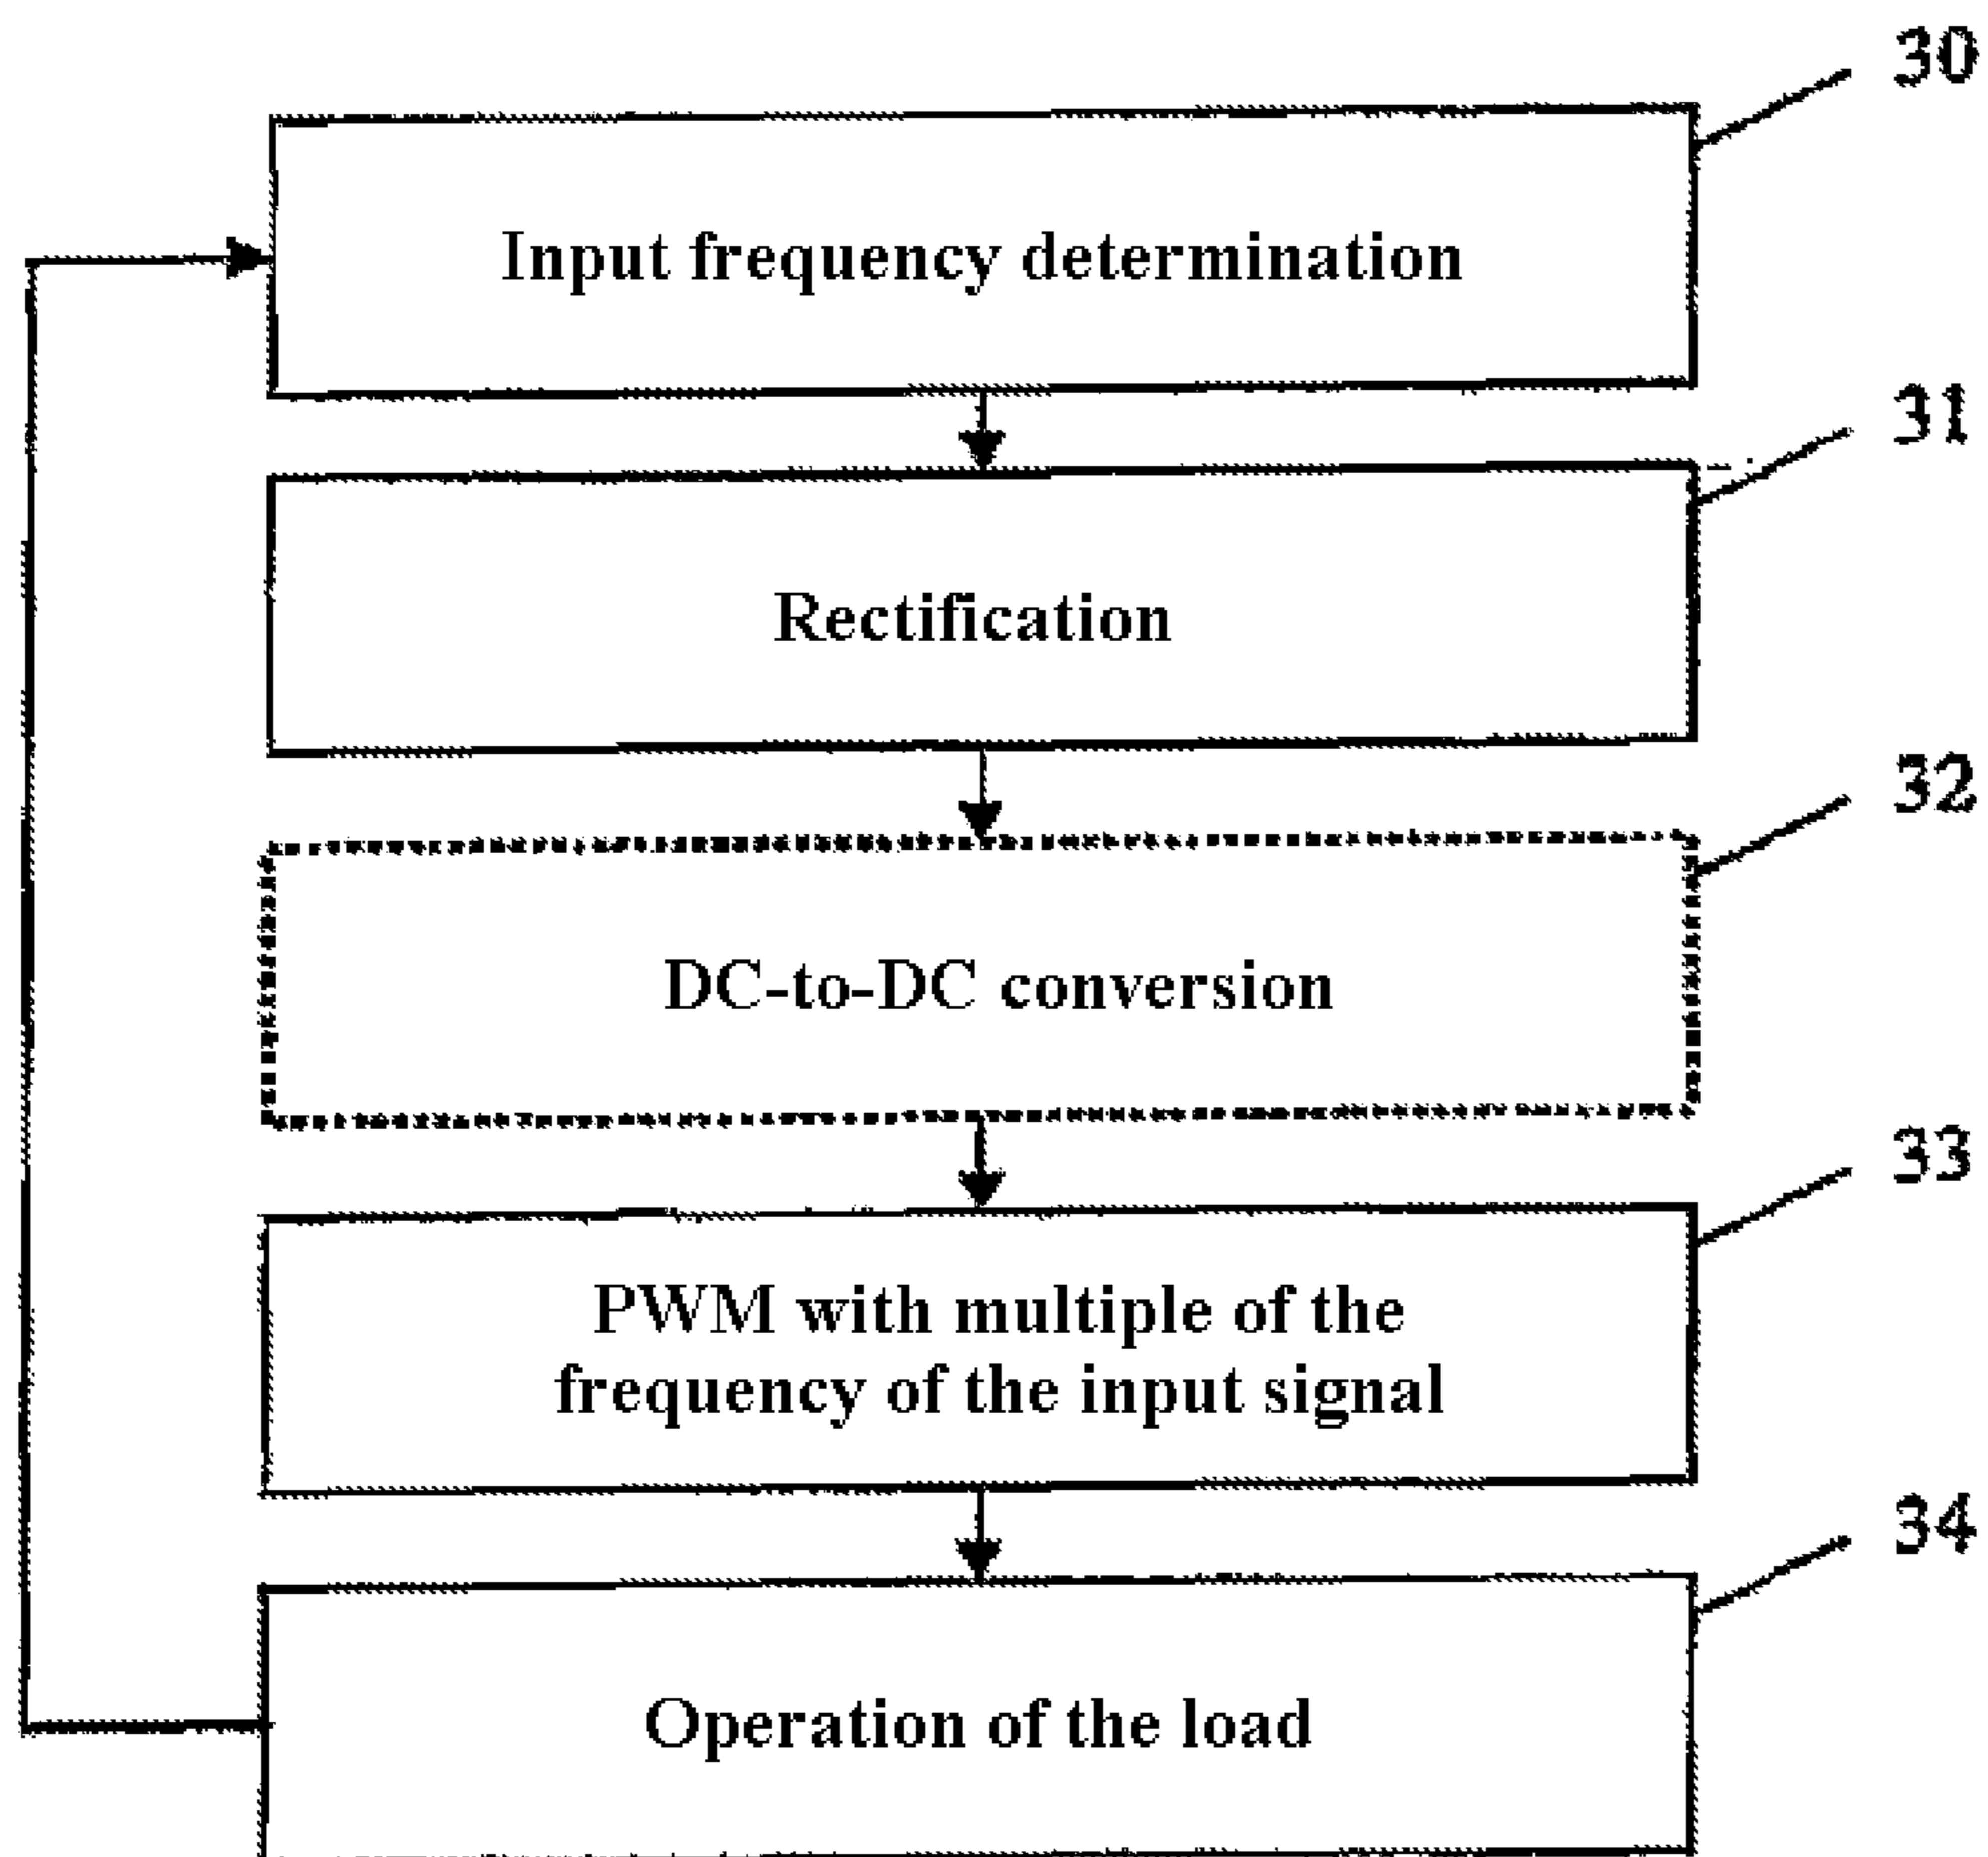 30
Input frequency determination
31
Rectification
32
DC-to-DC conversion
33
PWM with multiple of the
frequency of the input signal
34
Operation of the load